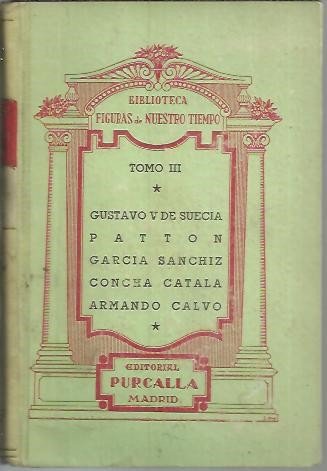 BIBLIOTECA
FIGURAS de NUESTRO TIEMPO
TOMO III
★
GUSTAVO V DE SUECIA
PATTON
GARCIA SANCHIZ
CONCHA CATALA
ARMANDO CALVO
★
EDITORIAL
PURCALLA
MADRID